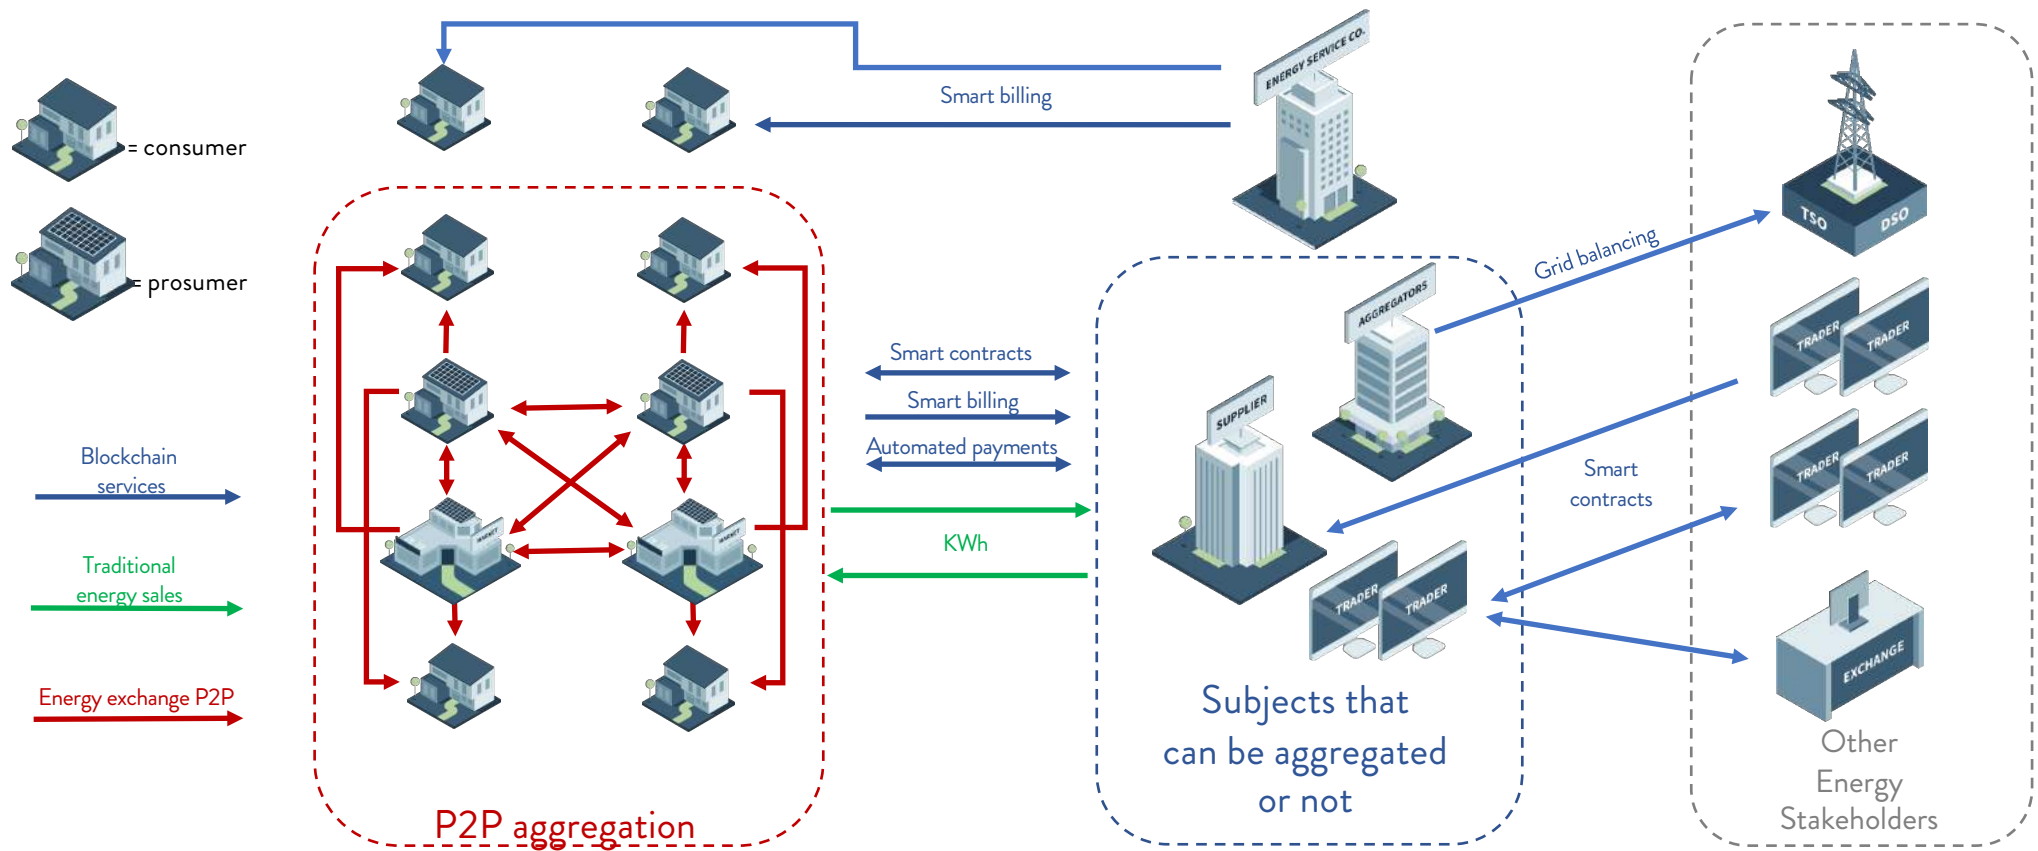 ENERGY SERVICE CO.
Smart billing
= consumer
= prosumer
TSO
DSO
Grid balancing
AGGREGATORS
TRADER
TRADER
Smart contracts
Smart billing
SUPPLIER
Automated payments
Blockchain
services
TRADER
TRADER
Smart
contracts
MARKET
MARKET
KWh
Traditional
energy sales
TRADER
TRADER
EXCHANGE
Energy exchange P2P
Subjects that
can be aggregated
or not
Other
Energy
Stakeholders
P2P aggregation